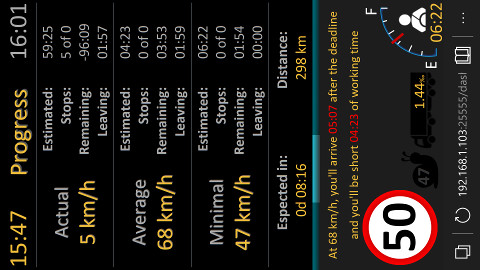 15:47 Progress 16:01
Actual
5 km/h
Estimated: 59:25
Stops: 5 of 0
Remaining: -96:09
Leaving: 01:57
Average
68 km/h
Estimated: 04:23
Stops: 0 of 0
Remaining: 03:53
Leaving: 01:59
Minimal
47 km/h
Estimated: 06:22
Stops: 0 of 0
Remaining: 01:54
Leaving: 00:00
Espected in: Distance:
0d 08:16 298 km
At 68 km/h, you'll arrive 05:07 after the deadline
and you'll be short 04:23 of working time
50
47
1.44‰
E F
06:22
192.168.1.103:25555/dasl